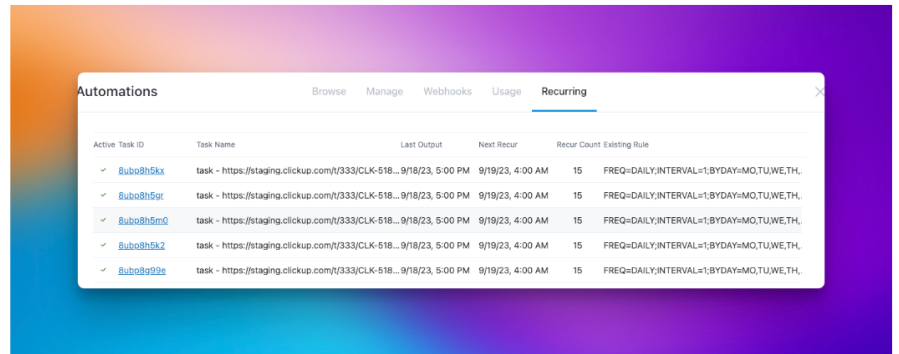 Automations Browse Manage Webhooks Usage Recurring
Active Task ID Task Name Last Output Next Recur Recur Count Existing Rule
8ubp8h5kx task - https://staging.clickup.com/t/333/CLK-518... 9/18/23, 5:00 PM 9/19/23, 4:00 AM 15 FREQ=DAILY;INTERVAL=1;BYDAY=MO,TU,WE,TH,.
8ubp8h5gr task - https://staging.clickup.com/t/333/CLK-518... 9/18/23, 5:00 PM 9/19/23, 4:00 AM 15 FREQ=DAILY;INTERVAL=1;BYDAY=MO,TU,WE,TH,.
8ubp8h5m0 task - https://staging.clickup.com/t/333/CLK-518... 9/18/23, 5:00 PM 9/19/23, 4:00 AM 15 FREQ=DAILY;INTERVAL=1;BYDAY=MO,TU,WE,TH,.
8ubp8h5k2 task - https://staging.clickup.com/t/333/CLK-518... 9/18/23, 5:00 PM 9/19/23, 4:00 AM 15 FREQ=DAILY;INTERVAL=1;BYDAY=MO,TU,WE,TH,.
8ubp8g99e task - https://staging.clickup.com/t/333/CLK-518... 9/18/23, 5:00 PM 9/19/23, 4:00 AM 15 FREQ=DAILY;INTERVAL=1;BYDAY=MO,TU,WE,TH,.